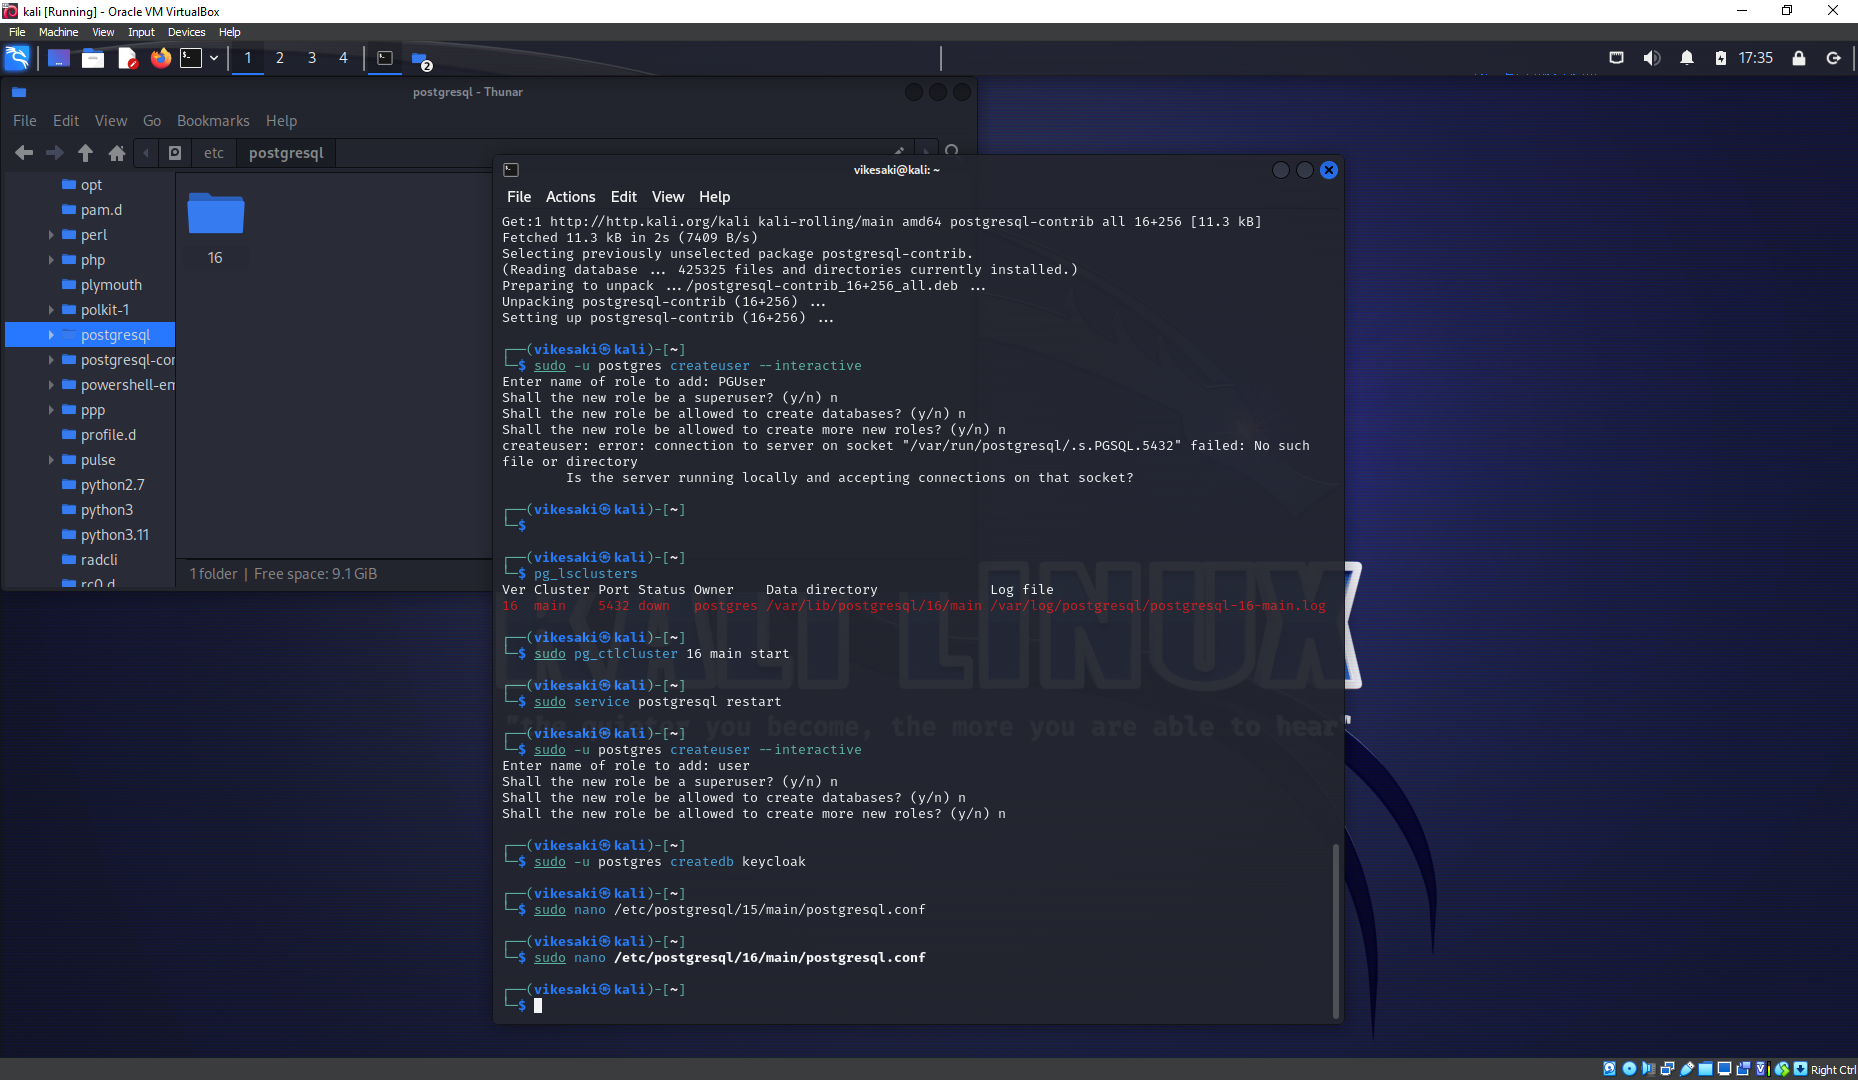 kali [Running] - Oracle VM VirtualBox
File Machine View Input Devices Help
1 2 3 4
2
17:35
postgresql - Thunar
File Edit View Go Bookmarks Help
etc postgresql
opt
pam.d
perl
php
plymouth
polkit-1
postgresql
postgresql-cor
powershell-em
ppp
profile.d
pulse
python2.7
python3
python3.11
radcli
rc0.d
16
1 folder | Free space: 9.1 GiB
vikesaki@kali: ~
File Actions Edit View Help
Get:1 http://http.kali.org/kali kali-rolling/main amd64 postgresql-contrib all 16+256 [11.3 kB]
Fetched 11.3 kB in 2s (7409 B/s)
Selecting previously unselected package postgresql-contrib.
(Reading database ... 425325 files and directories currently installed.)
Preparing to unpack .../postgresql-contrib_16+256_all.deb ...
Unpacking postgresql-contrib (16+256) ...
Setting up postgresql-contrib (16+256) ...
┌──(vikesaki㉿kali)-[~]
└─$ sudo -u postgres createuser --interactive
Enter name of role to add: PGUser
Shall the new role be a superuser? (y/n) n
Shall the new role be allowed to create databases? (y/n) n
Shall the new role be allowed to create more new roles? (y/n) n
createuser: error: connection to server on socket "/var/run/postgresql/.s.PGSQL.5432" failed: No such
file or directory
Is the server running locally and accepting connections on that socket?
┌──(vikesaki㉿kali)-[~]
└─$
┌──(vikesaki㉿kali)-[~]
└─$ pg_lsclusters
Ver Cluster Port Status Owner Data directory Log file
16 main 5432 down postgres /var/lib/postgresql/16/main /var/log/postgresql/postgresql-16-main.log
┌──(vikesaki㉿kali)-[~]
└─$ sudo pg_ctlcluster 16 main start
┌──(vikesaki㉿kali)-[~]
└─$ sudo service postgresql restart
┌──(vikesaki㉿kali)-[~]
└─$ sudo -u postgres createuser --interactive
Enter name of role to add: user
Shall the new role be a superuser? (y/n) n
Shall the new role be allowed to create databases? (y/n) n
Shall the new role be allowed to create more new roles? (y/n) n
┌──(vikesaki㉿kali)-[~]
└─$ sudo -u postgres createdb keycloak
┌──(vikesaki㉿kali)-[~]
└─$ sudo nano /etc/postgresql/15/main/postgresql.conf
┌──(vikesaki㉿kali)-[~]
└─$ sudo nano /etc/postgresql/16/main/postgresql.conf
┌──(vikesaki㉿kali)-[~]
└─$
KALI LINUX
"the quieter you become, the more you are able to hear"
Right Ctrl